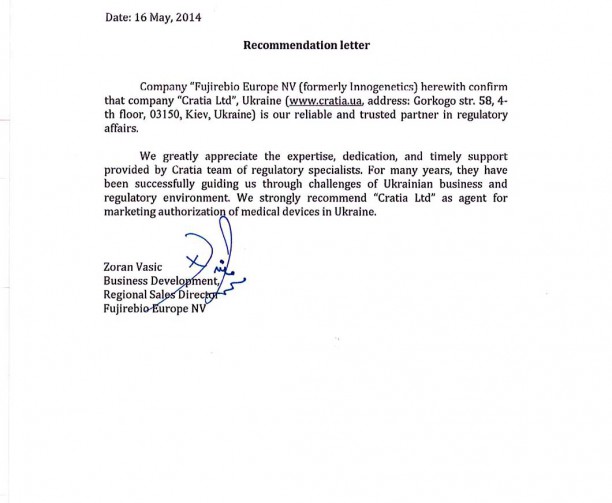 Date: 16 May, 2014
Recommendation letter
Company "Fujirebio Europe NV (formerly Innogenetics) herewith confirm
that company "Cratia Ltd", Ukraine (www.cratia.ua, address: Gorkogo str. 58, 4-
th floor, 03150, Kiev, Ukraine) is our reliable and trusted partner in regulatory
affairs.
We greatly appreciate the expertise, dedication, and timely support
provided by Cratia team of regulatory specialists. For many years, they have
been successfully guiding us through challenges of Ukrainian business and
regulatory environment. We strongly recommend "Cratia Ltd" as agent for
marketing authorization of medical devices in Ukraine.
Zoran Vasic
Business Development,
Regional Sales Director
Fujirebio Europe NV